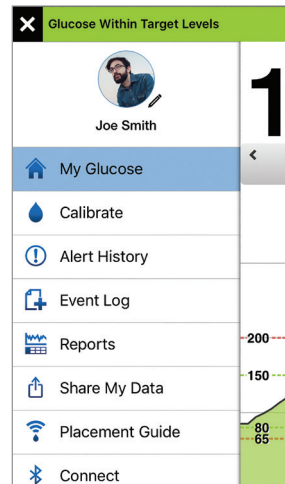 Glucose Within Target Levels
1
Joe Smith
My Glucose
Calibrate
Alert History
Event Log
Reports
Share My Data
Placement Guide
Connect
200
150
80
65